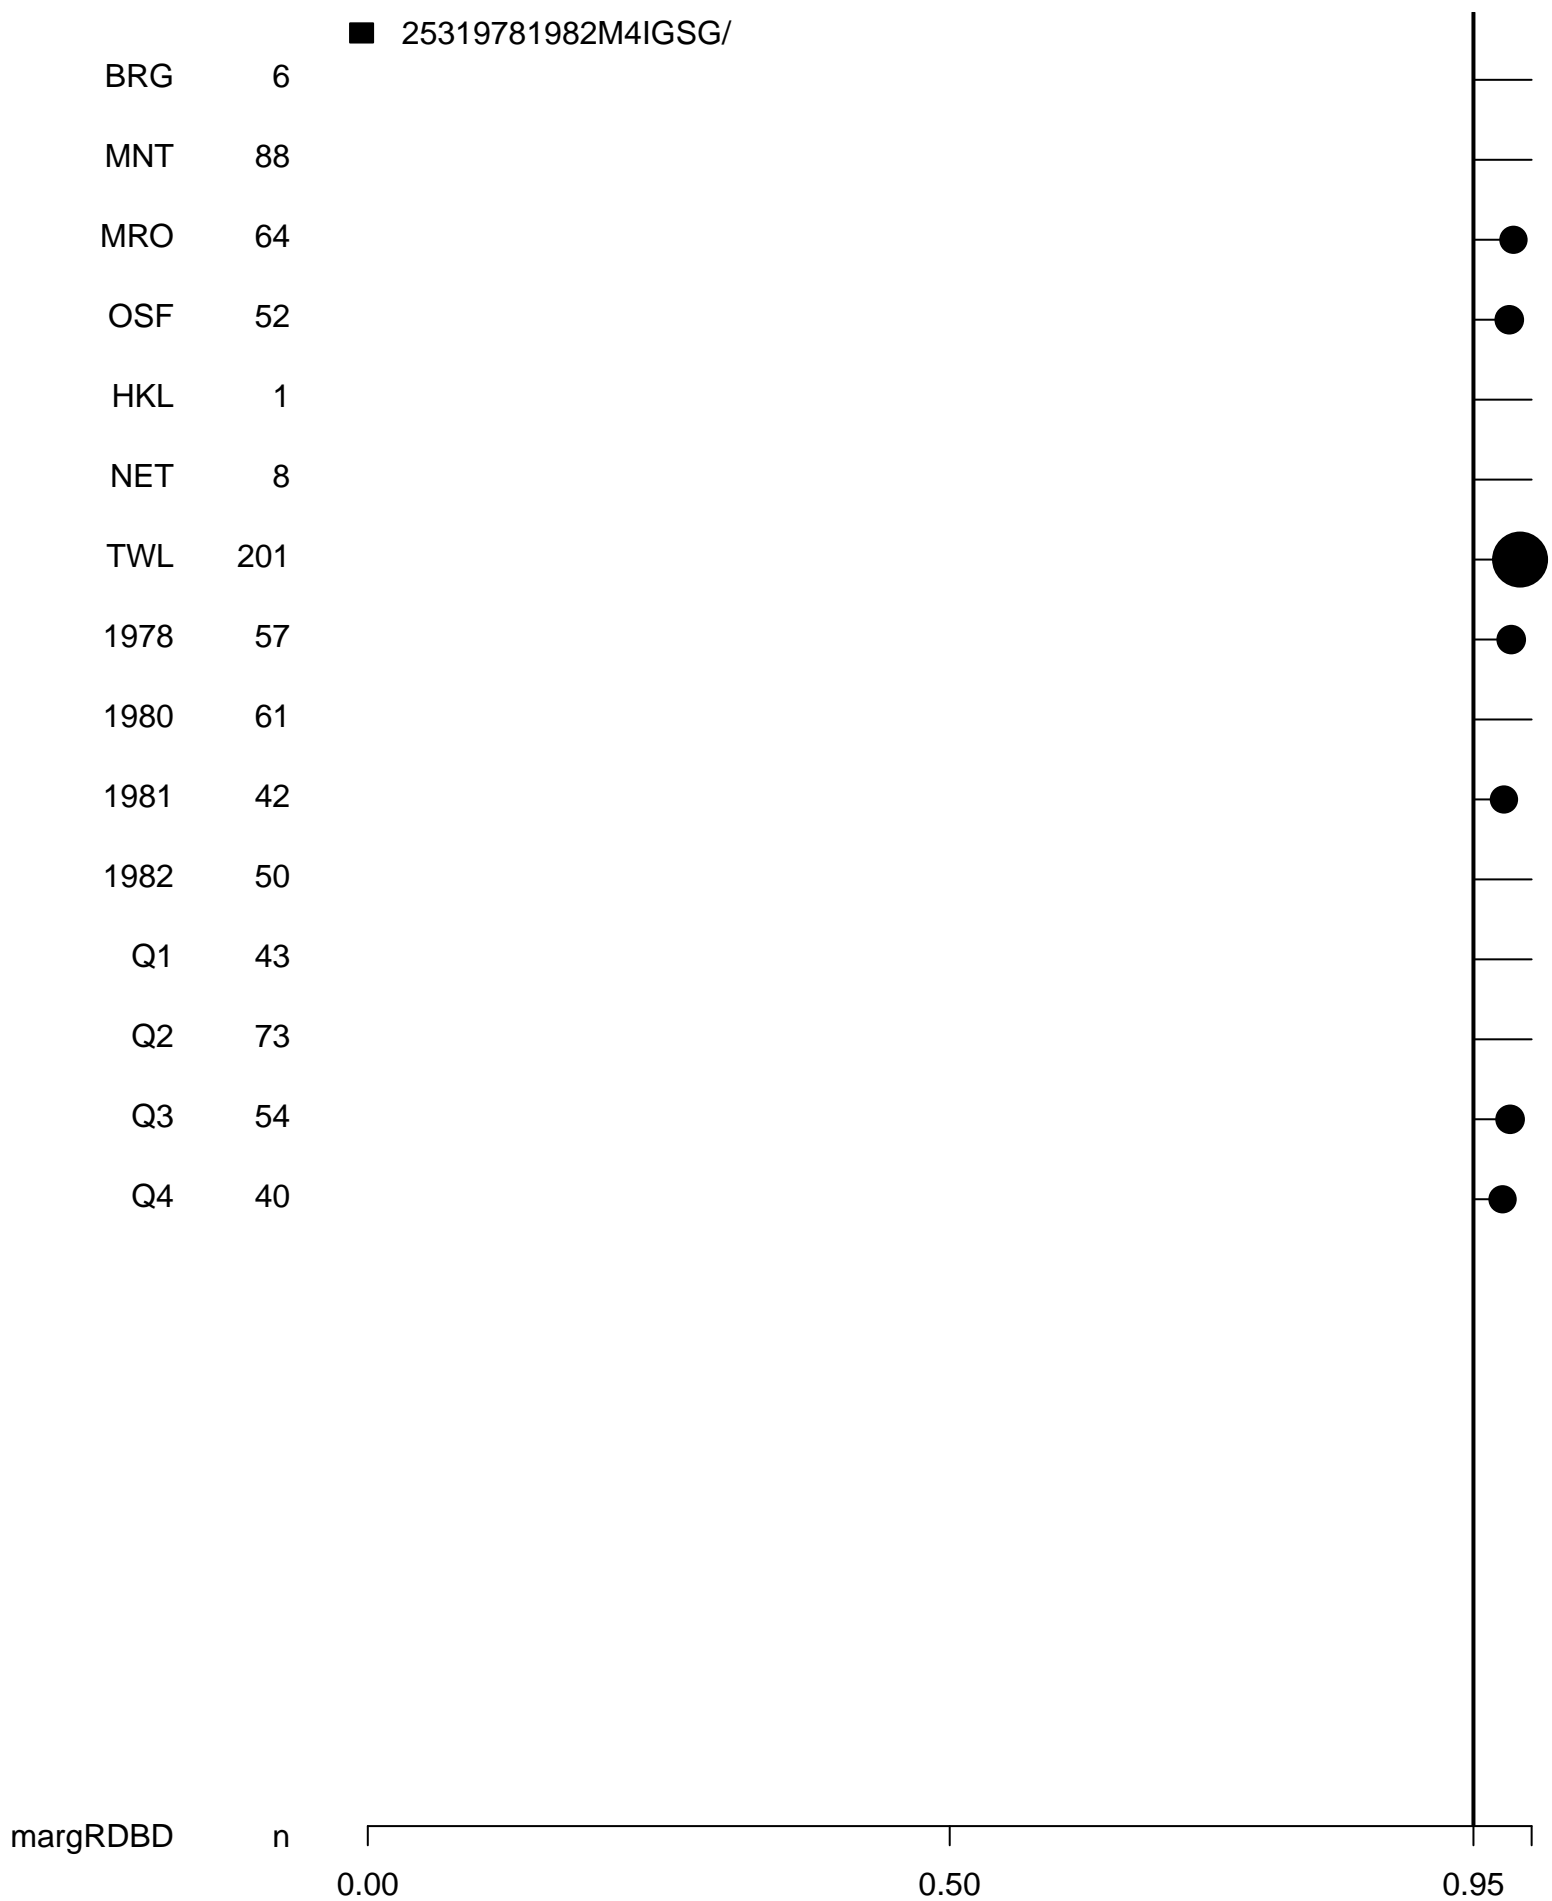 25319781982M4IGSG/
BRG 6
MNT 88
MRO 64
OSF 52
HKL 1
NET 8
TWL 201
1978 57
1980 61
1981 42
1982 50
Q1 43
Q2 73
Q3 54
Q4 40
margRDBD n
0.00 0.50 0.95